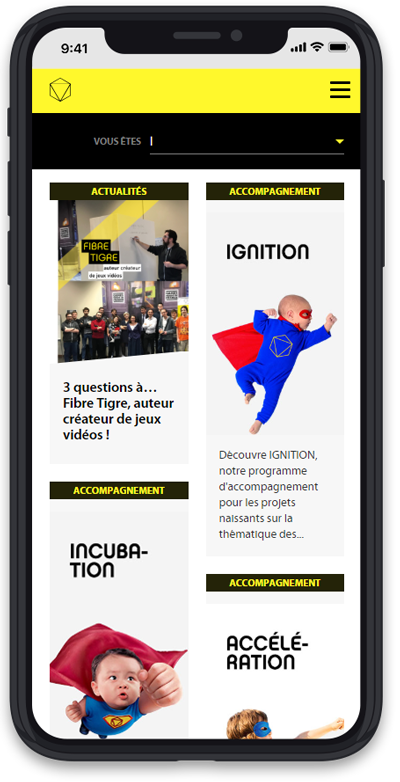 9:41
VOUS ÊTES
ACTUALITÉS
FIBRE
TIGRE
auteur créateur
de jeux vidéos
3 questions à…
Fibre Tigre, auteur
créateur de jeux
vidéos !
ACCOMPAGNEMENT
INCUBA-
TION
ACCOMPAGNEMENT
IGNITION
Découvre IGNITION,
notre programme
d'accompagnement
pour les projets
naissants sur la
thématique des...
ACCOMPAGNEMENT
ACCÉLÉ-
RATION